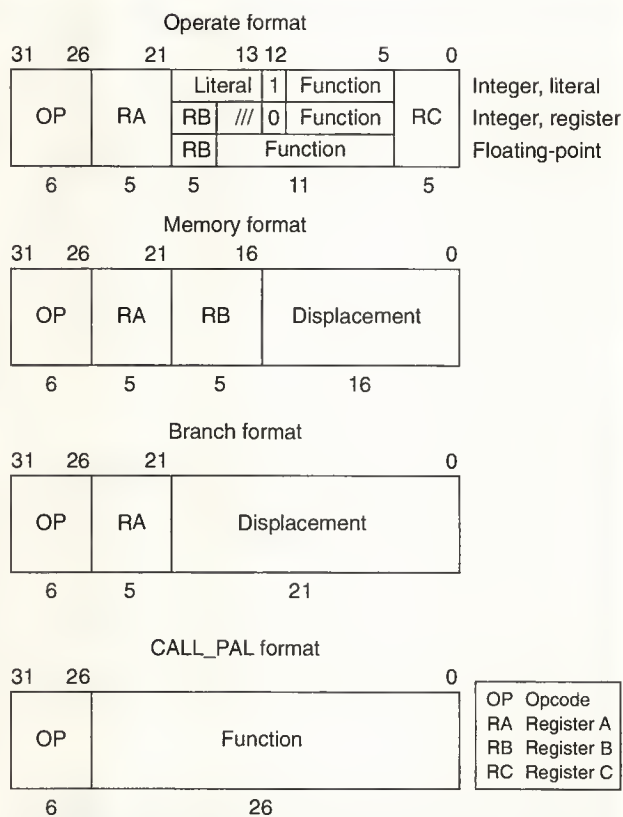 Operate format
31 26 21 13 12 5 0
Literal 1 Function Integer, literal
OP RA RB /// 0 Function RC Integer, register
RB Function Floating-point
6 5 5 11 5
Memory format
31 26 21 16 0
OP RA RB Displacement
6 5 5 16
Branch format
31 26 21 0
OP RA Displacement
6 5 21
CALL_PAL format
31 26 0
OP Function
6 26
OP Opcode
RA Register A
RB Register B
RC Register C